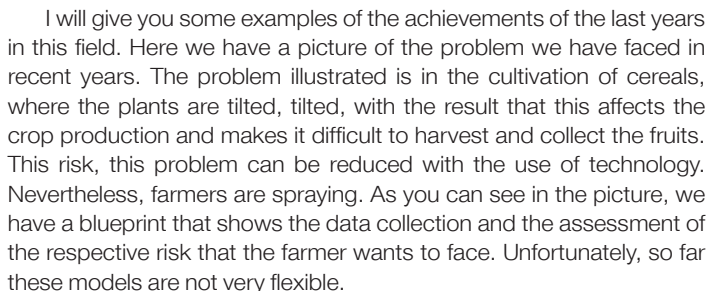 I will give you some examples of the achievements of the last years
in this field. Here we have a picture of the problem we have faced in
recent years. The problem illustrated is in the cultivation of cereals,
where the plants are tilted, tilted, with the result that this affects the
crop production and makes it difficult to harvest and collect the fruits.
This risk, this problem can be reduced with the use of technology.
Nevertheless, farmers are spraying. As you can see in the picture, we
have a blueprint that shows the data collection and the assessment of
the respective risk that the farmer wants to face. Unfortunately, so far
these models are not very flexible.